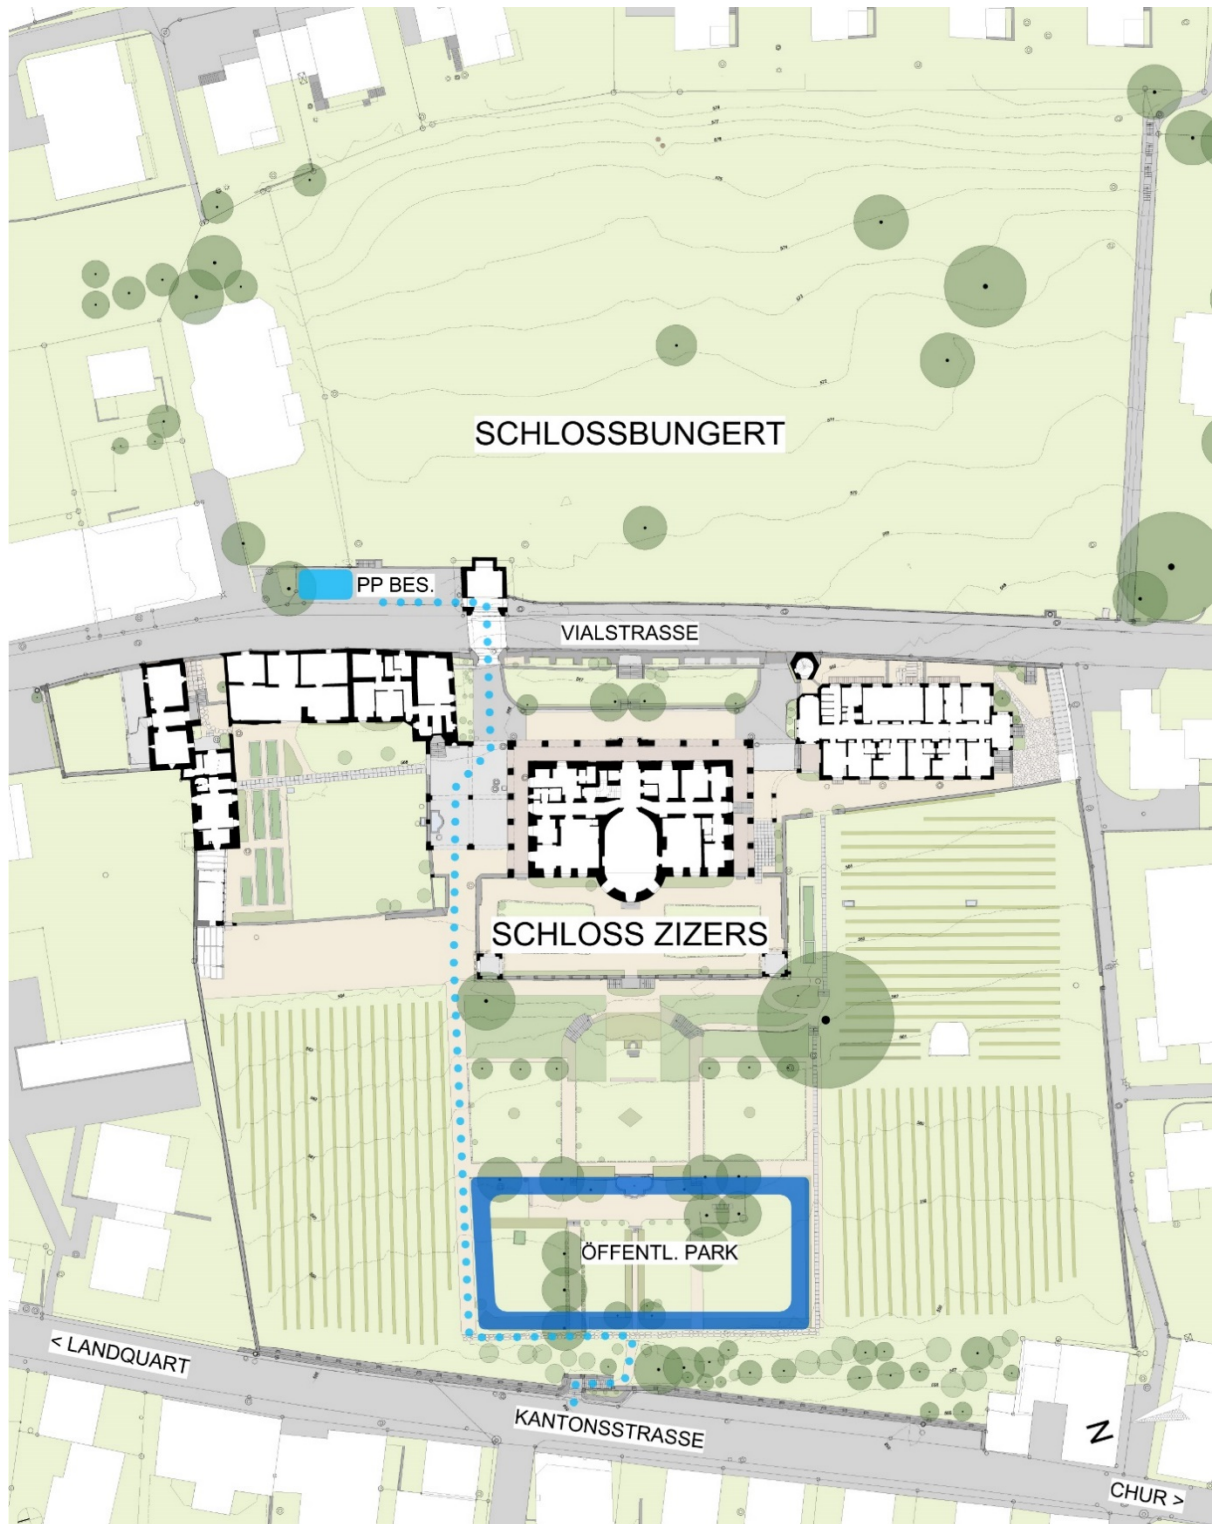 SCHLOSSBUNGERT
PP BES.
VIALSTRASSE
SCHLOSS ZIZERS
ÖFFENTL. PARK
< LANDQUART
KANTONSSTRASSE
N
CHUR >